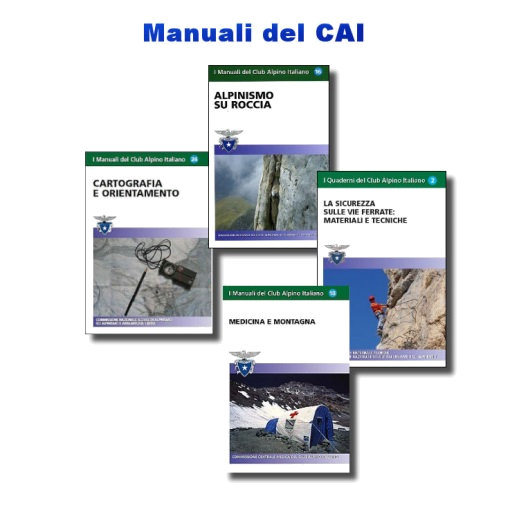 Manuali del CAI
I Manuali del Club Alpino Italiano 16
ALPINISMO
SU ROCCIA
I Manuali del Club Alpino Italiano 24
CARTOGRAFIA
E ORIENTAMENTO
I Quaderni del Club Alpino Italiano 2
LA SICUREZZA
SULLE VIE FERRATE:
MATERIALI E TECNICHE
I Manuali del Club Alpino Italiano
MEDICINA E MONTAGNA